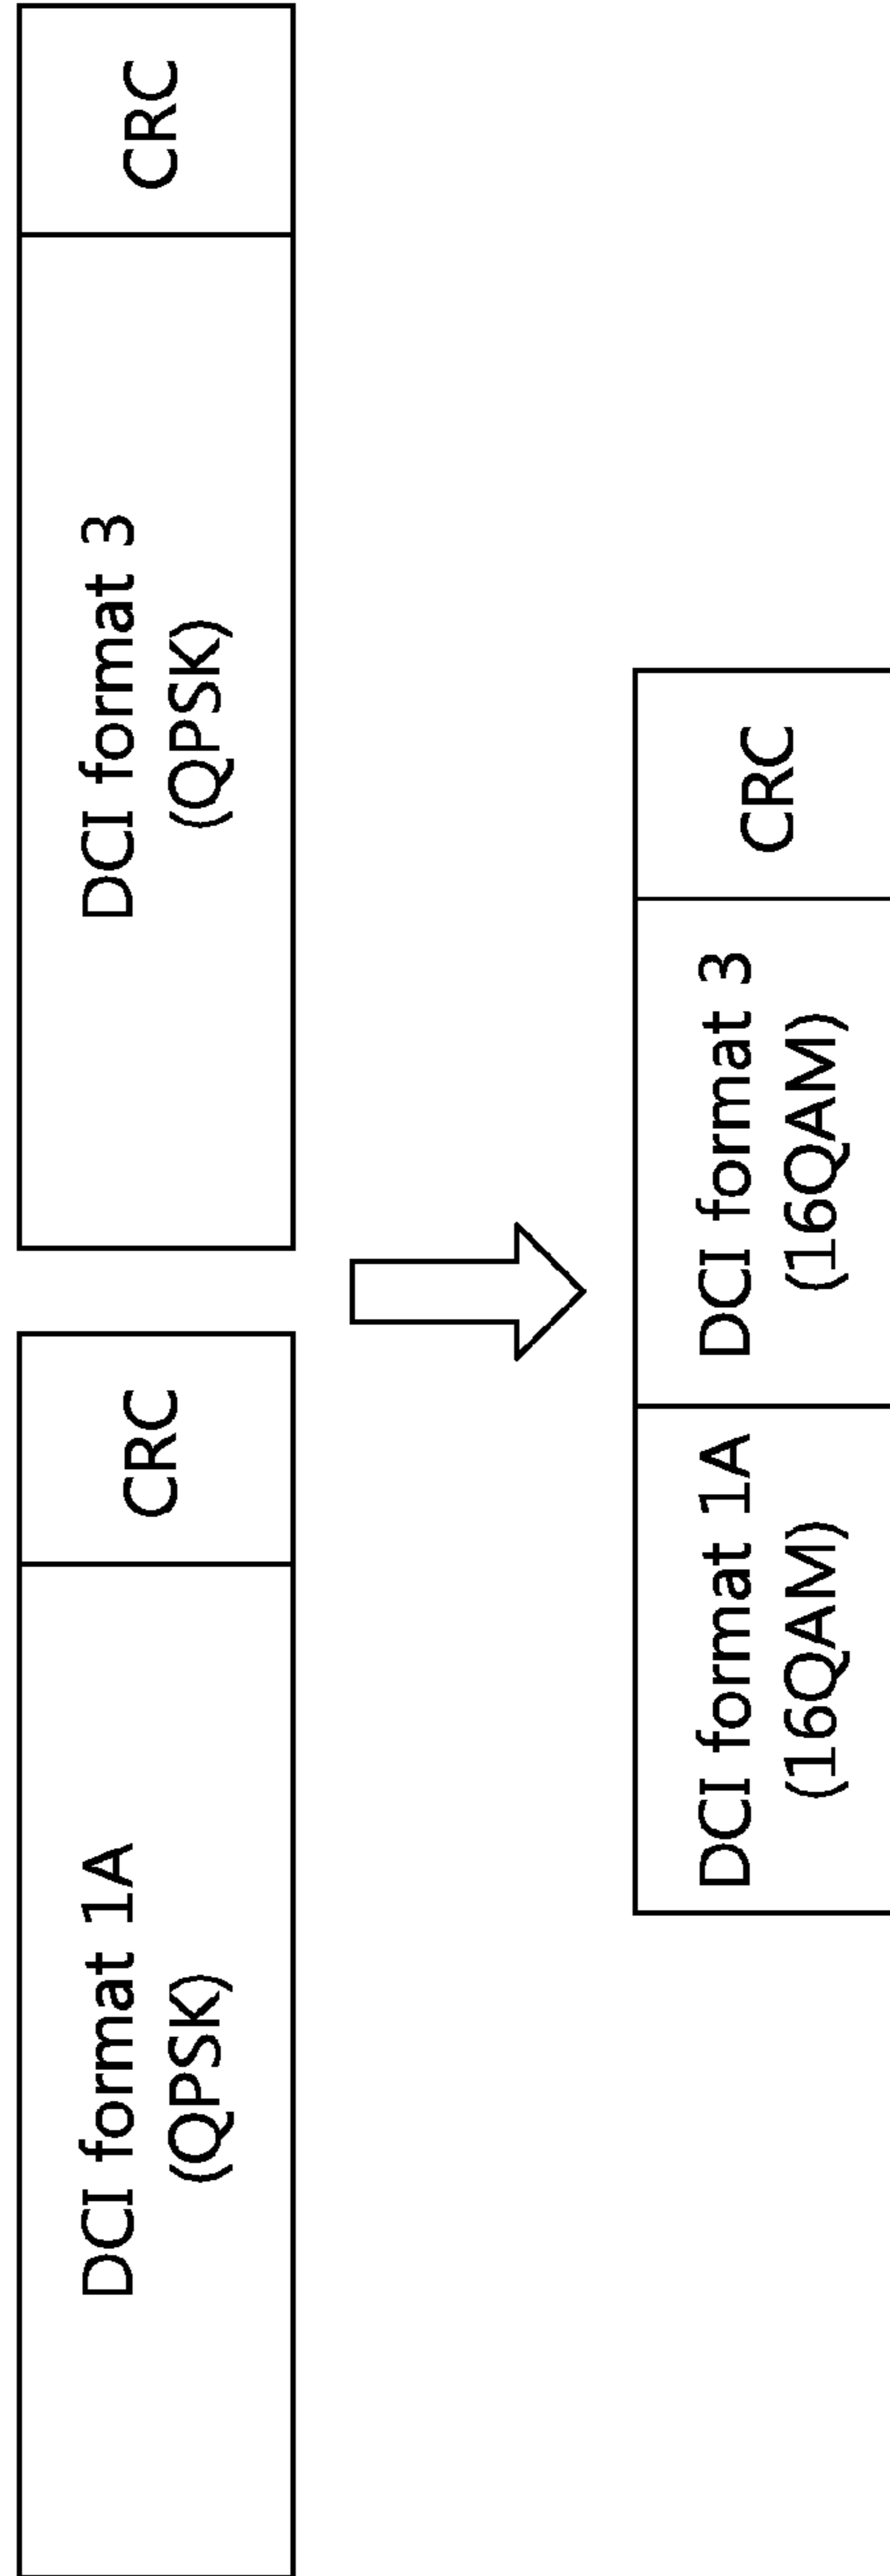 DCI format 1A
(QPSK)
CRC
DCI format 3
(QPSK)
CRC
DCI format 1A
(16QAM)
DCI format 3
(16QAM)
CRC